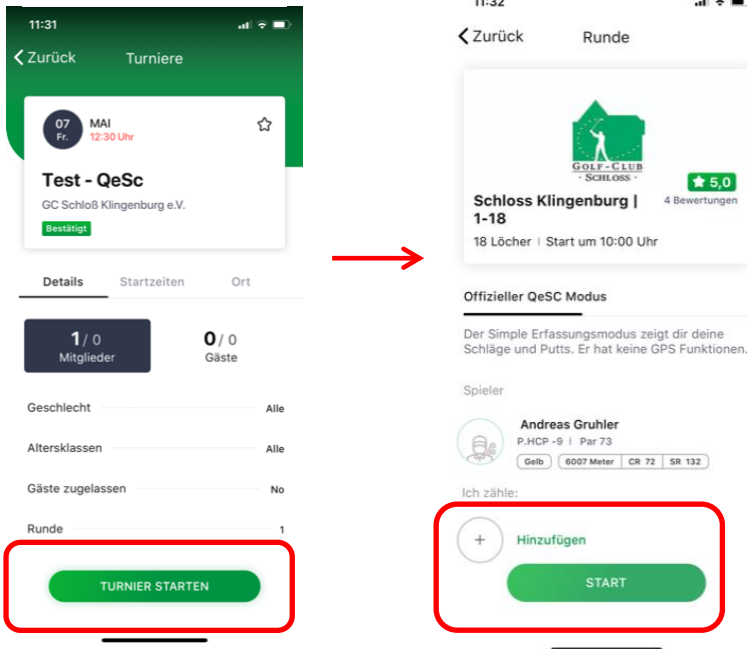 11:31
Zurück
Turniere
07
Fr.
MAI
12:30 Uhr
Test - QeSc
GC Schloß Klingenburg e.V.
Bestätigt
Details
Startzeiten
Ort
1 / 0
Mitglieder
0 / 0
Gäste
Geschlecht
Alle
Altersklassen
Alle
Gäste zugelassen
No
Runde
1
TURNIER STARTEN
11:32
Zurück
Runde
GOLF-CLUB
· SCHLOSS ·
5,0
Schloss Klingenburg |
4 Bewertungen
1-18
18 Löcher | Start um 10:00 Uhr
Offizieller QeSC Modus
Der Simple Erfassungsmodus zeigt dir deine
Schläge und Putts. Er hat keine GPS Funktionen.
Spieler
Andreas Gruhler
P.HCP -9 | Par 73
Gelb
6007 Meter
CR 72
SR 132
Ich zähle:
+
Hinzufügen
START